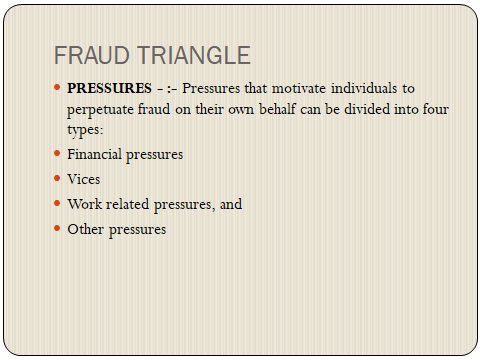 FRAUD TRIANGLE
• PRESSURES - :- Pressures that motivate individuals to
perpetuate fraud on their own behalf can be divided into four
types:
• Financial pressures
• Vices
• Work related pressures, and
• Other pressures